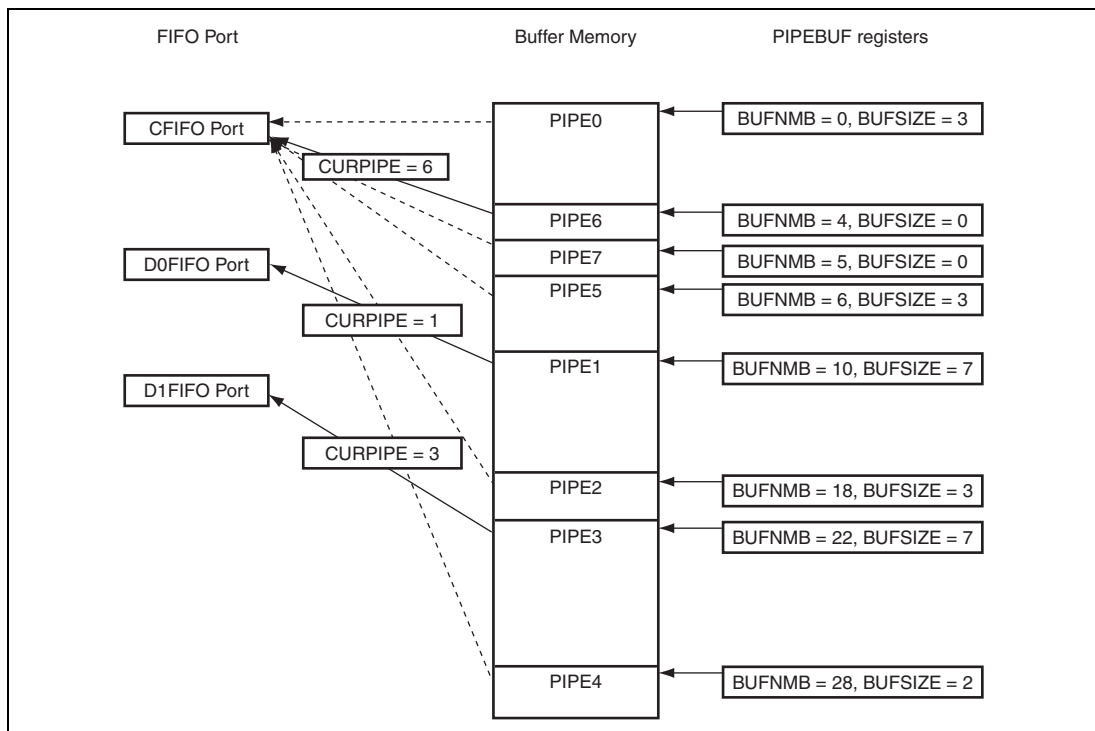 FIFO Port
Buffer Memory
PIPEBUF registers
CFIFO Port
PIPE0
BUFNMB = 0, BUFSIZE = 3
CURPIPE = 6
PIPE6
BUFNMB = 4, BUFSIZE = 0
D0FIFO Port
PIPE7
BUFNMB = 5, BUFSIZE = 0
PIPE5
BUFNMB = 6, BUFSIZE = 3
CURPIPE = 1
PIPE1
BUFNMB = 10, BUFSIZE = 7
D1FIFO Port
CURPIPE = 3
PIPE2
BUFNMB = 18, BUFSIZE = 3
PIPE3
BUFNMB = 22, BUFSIZE = 7
PIPE4
BUFNMB = 28, BUFSIZE = 2